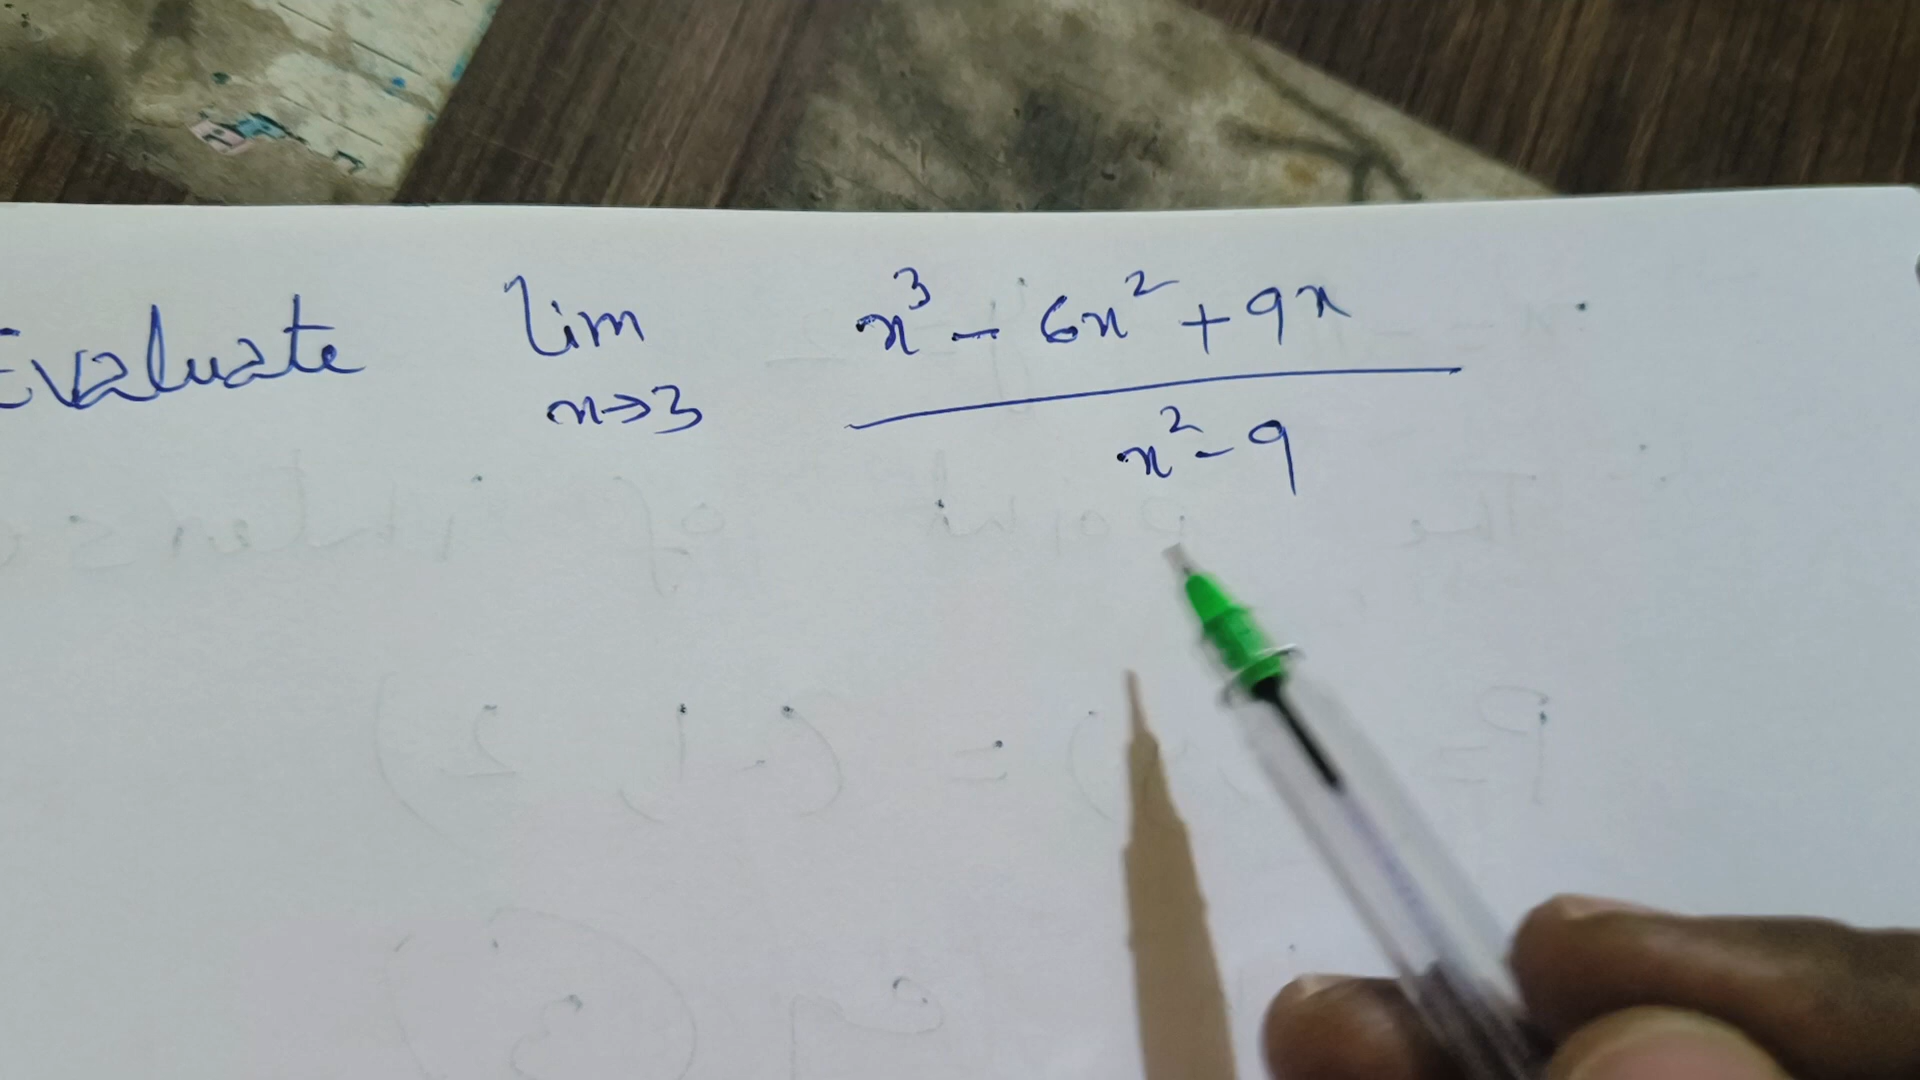 Evaluate lim x→3 x³ - 6x² + 9x / x² - 9